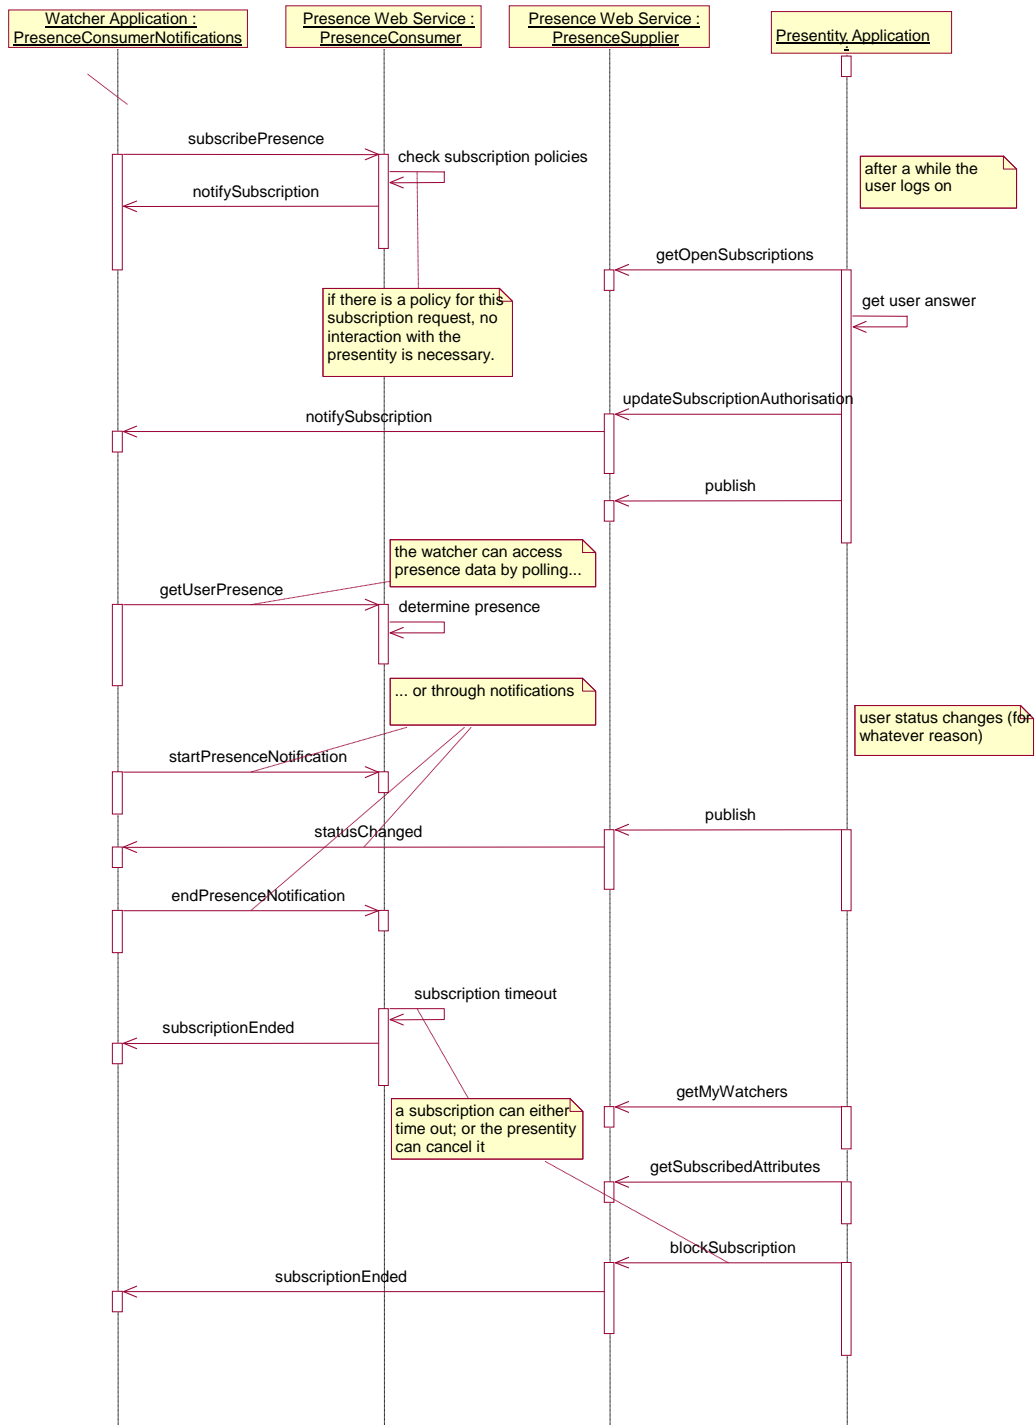 Watcher Application :
PresenceConsumerNotifications
Presence Web Service :
PresenceConsumer
Presence Web Service :
PresenceSupplier
Presentity Application
:
subscribePresence
check subscription policies
after a while the
user logs on
notifySubscription
getOpenSubscriptions
if there is a policy for this
subscription request, no
interaction with the
presentity is necessary.
get user answer
updateSubscriptionAuthorisation
notifySubscription
publish
the watcher can access
presence data by polling...
getUserPresence
determine presence
... or through notifications
user status changes (for
whatever reason)
startPresenceNotification
publish
statusChanged
endPresenceNotification
subscription timeout
subscriptionEnded
getMyWatchers
a subscription can either
time out; or the presentity
can cancel it
getSubscribedAttributes
blockSubscription
subscriptionEnded